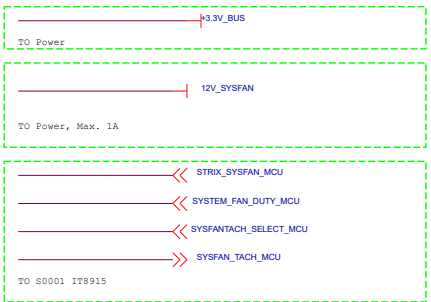 +3.3V_BUS
TO Power
12V_SYSFAN
TO Power, Max. 1A
STRIX_SYSFAN_MCU
SYSTEM_FAN_DUTY_MCU
SYSFANTACH_SELECT_MCU
SYSFAN_TACH_MCU
TO S0001 IT8915